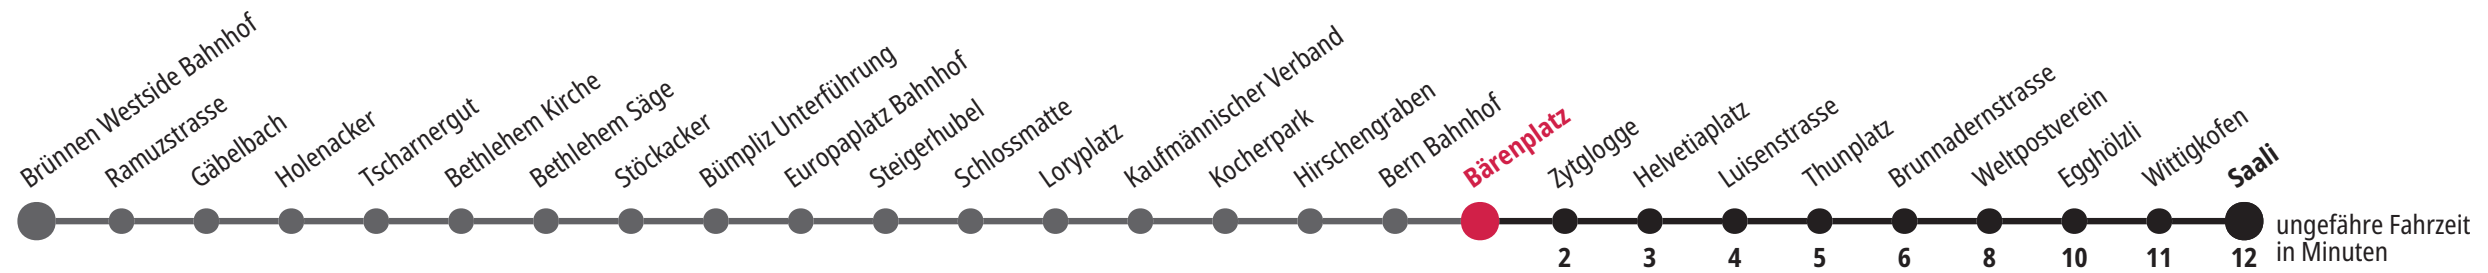 Brünnen Westside Bahnhof
Ramuzstrasse
Gäbelbach
Holenacker
Tscharnergut
Bethlehem Kirche
Bethlehem Säge
Stöckacker
Bümpliz Unterführung
Europaplatz Bahnhof
Steigerhubel
Schlossmatte
Loryplatz
Kaufmännischer Verband
Kocherpark
Hirschengraben
Bern Bahnhof
Bärenplatz
Zytglogge
Helvetiaplatz
Luisenstrasse
Thunplatz
Brunnadernstrasse
Weltpostverein
Egghölzli
Wittigkofen
Saali
2 3 4 5 6 8 10 11 12
ungefähre Fahrzeit
in Minuten